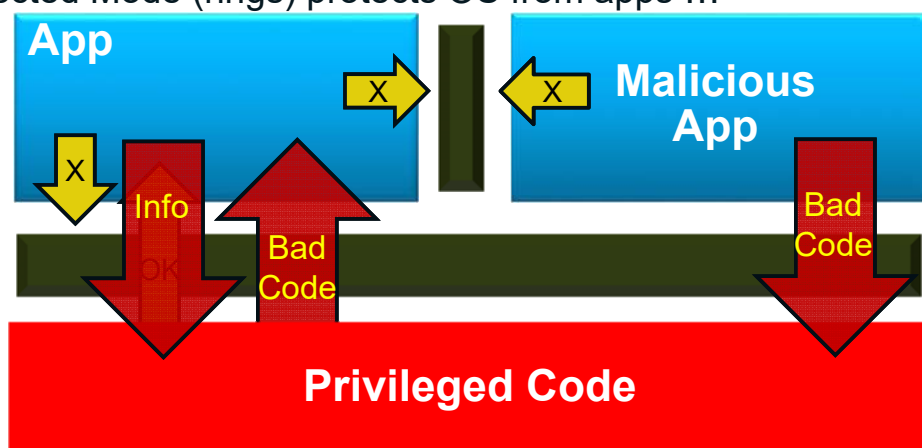 App
X
X
Malicious
App
X
Info
OK
Bad
Code
Bad
Code
Privileged Code